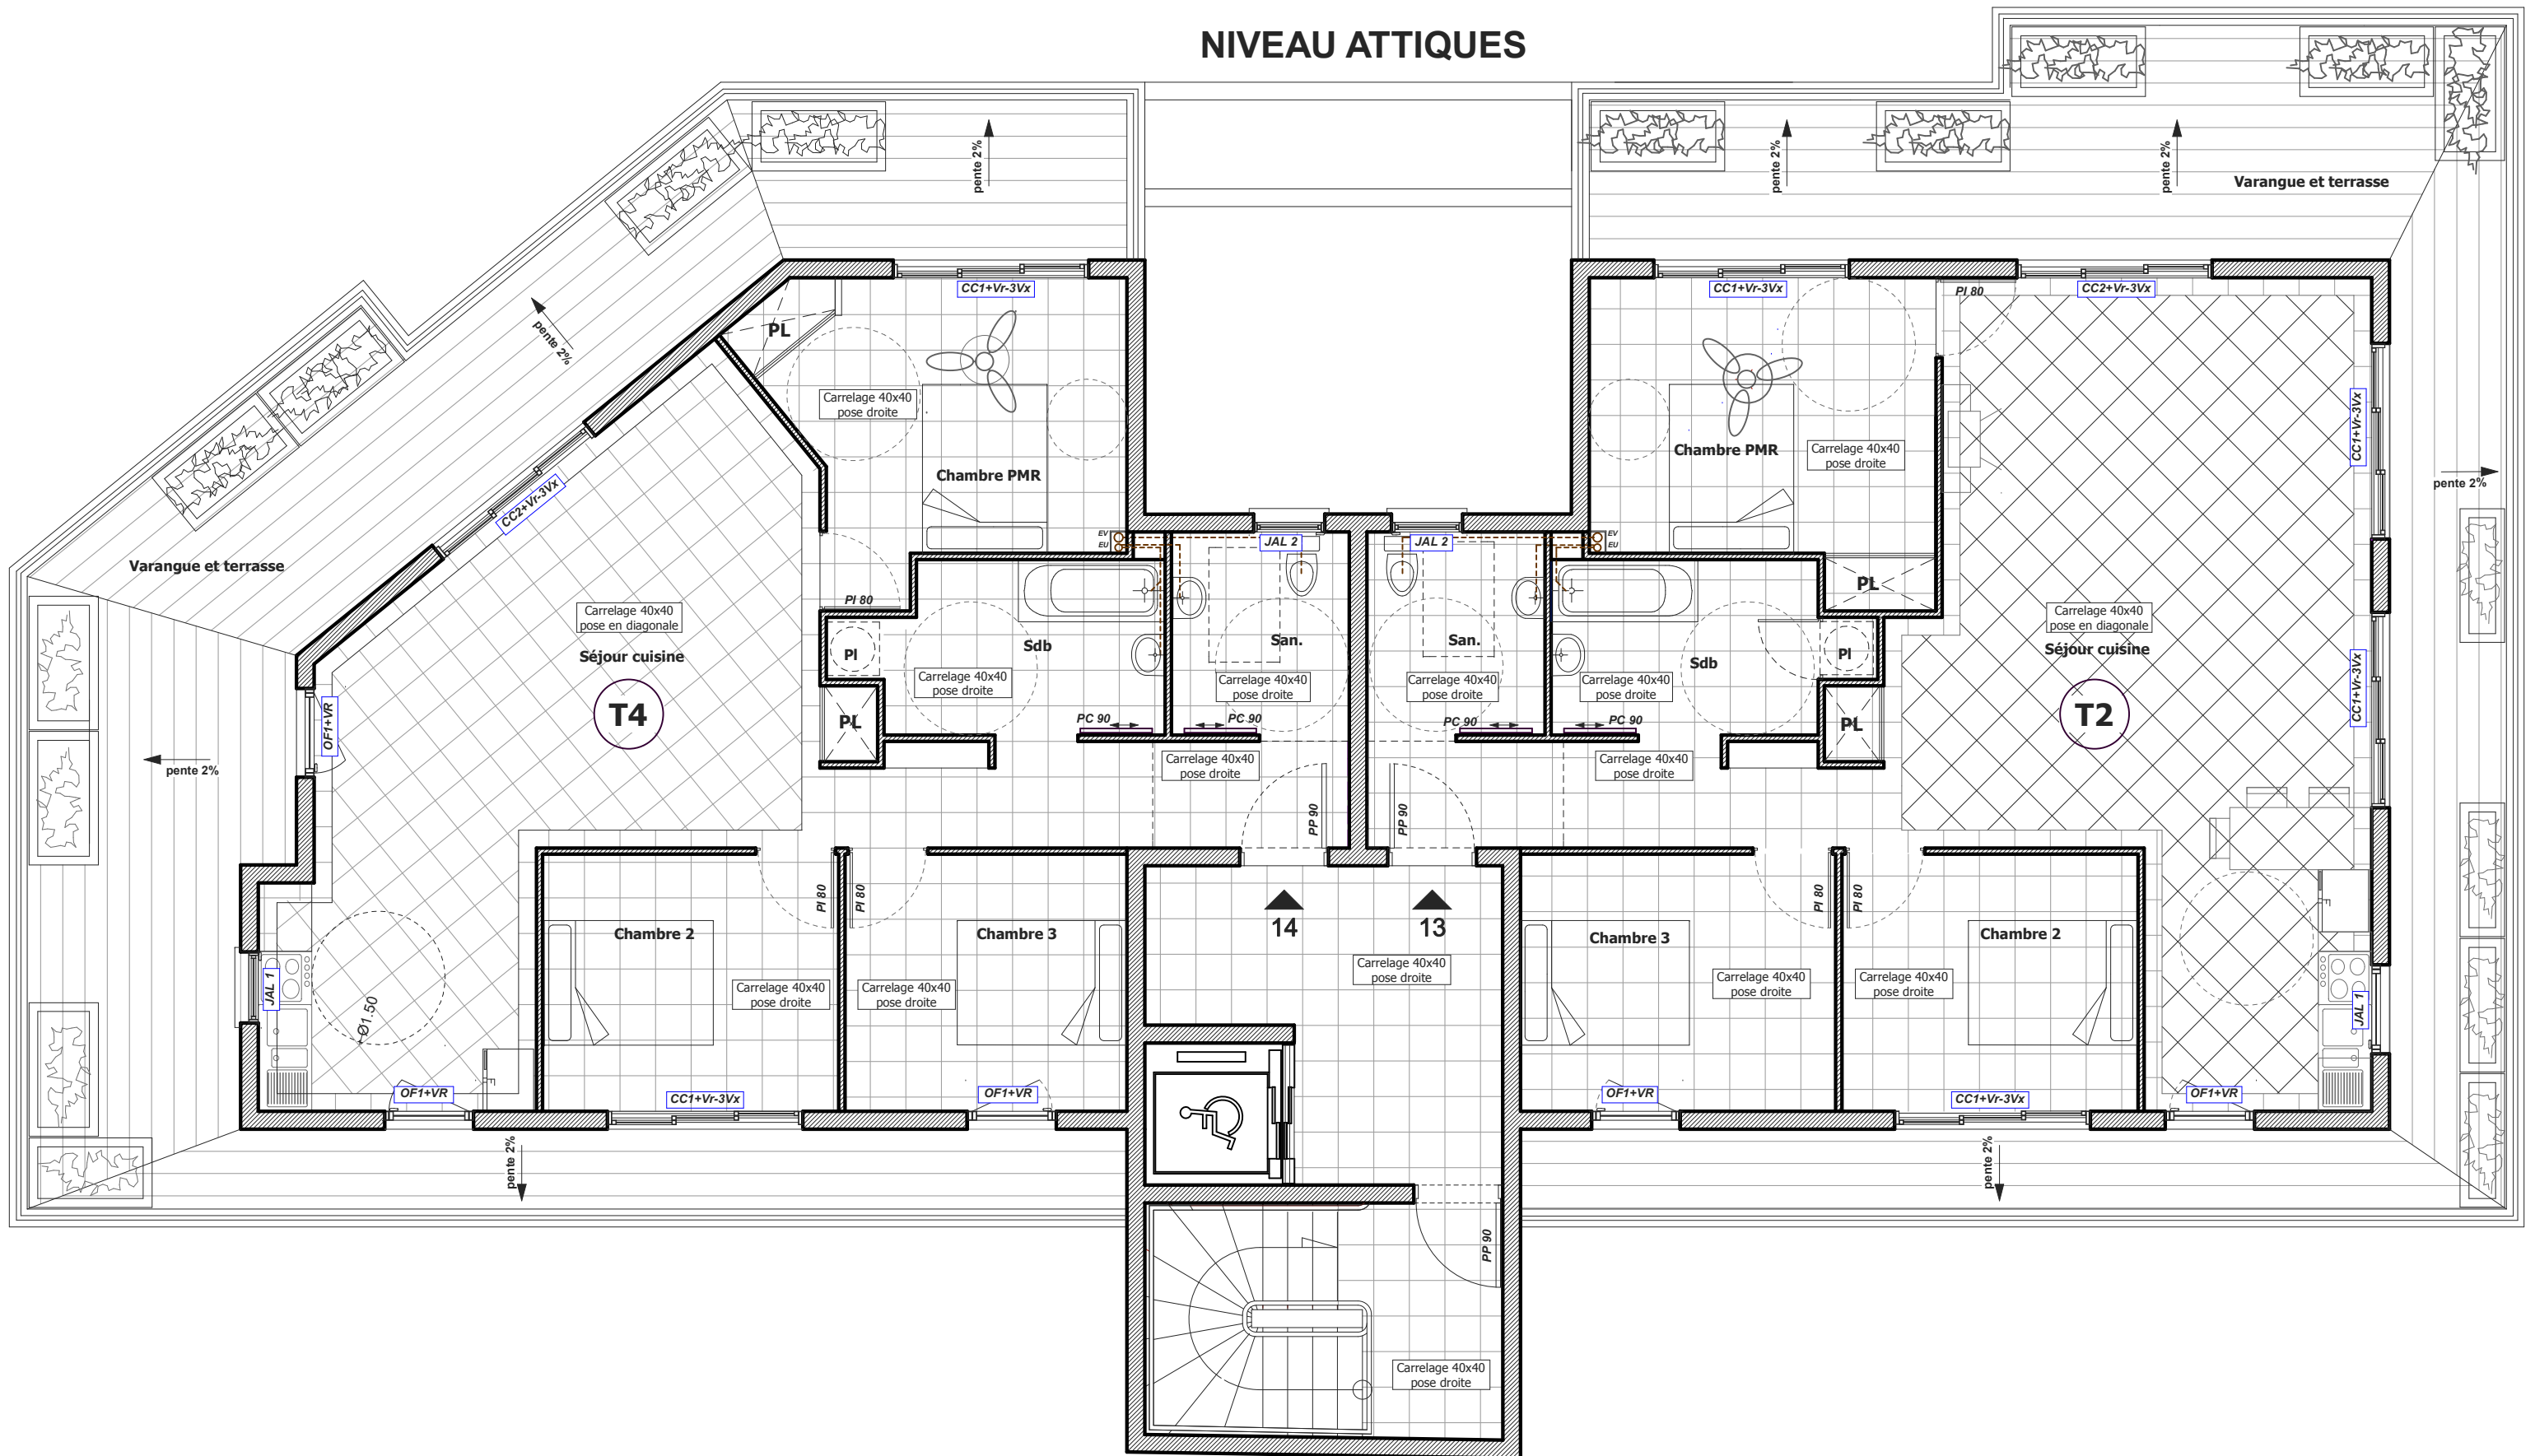 NIVEAU ATTIQUES
pente 2%
pente 2%
pente 2%
Varangue et terrasse
CC1+Vr-3Vx
CC1+Vr-3Vx
PI 80
CC2+Vr-3Vx
pente 2%
PL
Carrelage 40x40
pose droite
Chambre PMR
Chambre PMR
Carrelage 40x40
pose droite
CC1+Vr-3Vx
pente 2%
CC2+Vr-3Vx
EV
EU
JAL 2
JAL 2
EV
EU
Varangue et terrasse
PI 80
PL
Carrelage 40x40
pose en diagonale
Séjour cuisine
T4
PI
Sdb
San.
San.
Sdb
PI
Carrelage 40x40
pose en diagonale
Séjour cuisine
T2
Carrelage 40x40
pose droite
Carrelage 40x40
pose droite
Carrelage 40x40
pose droite
Carrelage 40x40
pose droite
CC1+Vr-3Vx
OF1+VR
PL
PC 90
PC 90
PC 90
PC 90
PL
pente 2%
Carrelage 40x40
pose droite
Carrelage 40x40
pose droite
PP 90
PP 90
PI 80
PI 80
PI 80
PI 80
F
Chambre 2
Chambre 3
14
13
Chambre 3
Chambre 2
Carrelage 40x40
pose droite
JAL 1
Ø1.50
Carrelage 40x40
pose droite
Carrelage 40x40
pose droite
Carrelage 40x40
pose droite
Carrelage 40x40
pose droite
JAL 1
F
OF1+VR
CC1+Vr-3Vx
OF1+VR
OF1+VR
CC1+Vr-3Vx
OF1+VR
pente 2%
pente 2%
PP 90
Carrelage 40x40
pose droite